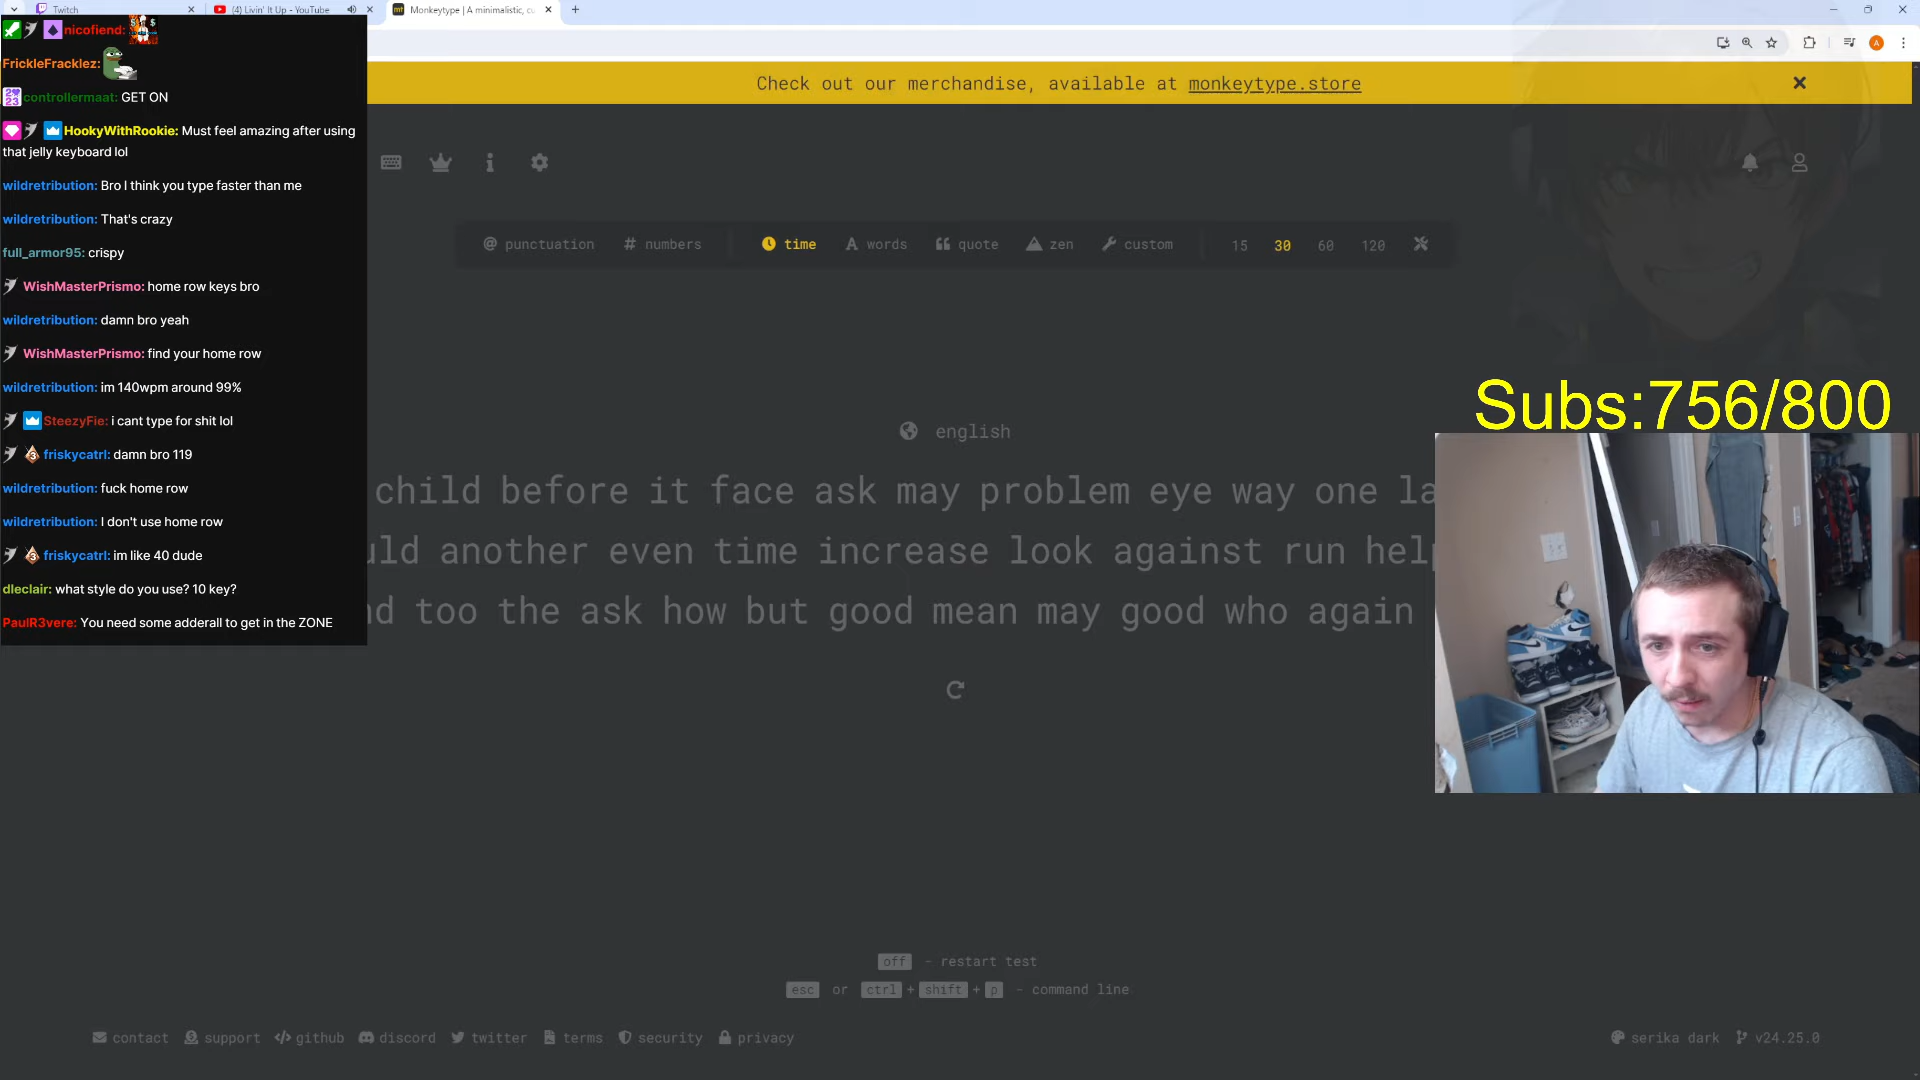 Twitch
(4) Livin' It Up - YouTube
Monkeytype | A minimalistic, cu
nicofiend:
FrickleFracklez:
controllermaat: GET ON
HookyWithRookie: Must feel amazing after using
that jelly keyboard lol
wildretribution: Bro I think you type faster than me
wildretribution: That's crazy
full_armor95: crispy
WishMasterPrismo: home row keys bro
wildretribution: damn bro yeah
WishMasterPrismo: find your home row
wildretribution: im 140wpm around 99%
SteezyFie: i cant type for shit lol
friskycatrl: damn bro 119
wildretribution: fuck home row
wildretribution: I don't use home row
friskycatrl: im like 40 dude
dleclair: what style do you use? 10 key?
PaulR3vere: You need some adderall to get in the ZONE
Check out our merchandise, available at monkeytype.store
@ punctuation # numbers time A words quote zen custom 15 30 60 120
Subs:756/800
english
child before it face ask may problem eye way one la
uld another even time increase look against run help
nd too the ask how but good mean may good who again
off - restart test
esc or ctrl + shift + p - command line
contact support github discord twitter terms security privacy
serika dark v24.25.0